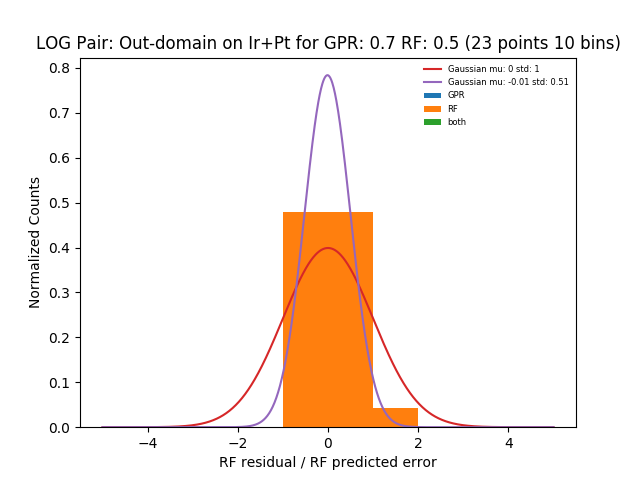 LOG Pair: Out-domain on Ir+Pt for GPR: 0.7 RF: 0.5 (23 points 10 bins)
Gaussian mu: 0 std: 1
Gaussian mu: -0.01 std: 0.51
GPR
RF
both
Normalized Counts
0.8
0.7
0.6
0.5
0.4
0.3
0.2
0.1
0.0
−4 −2 0 2 4
RF residual / RF predicted error